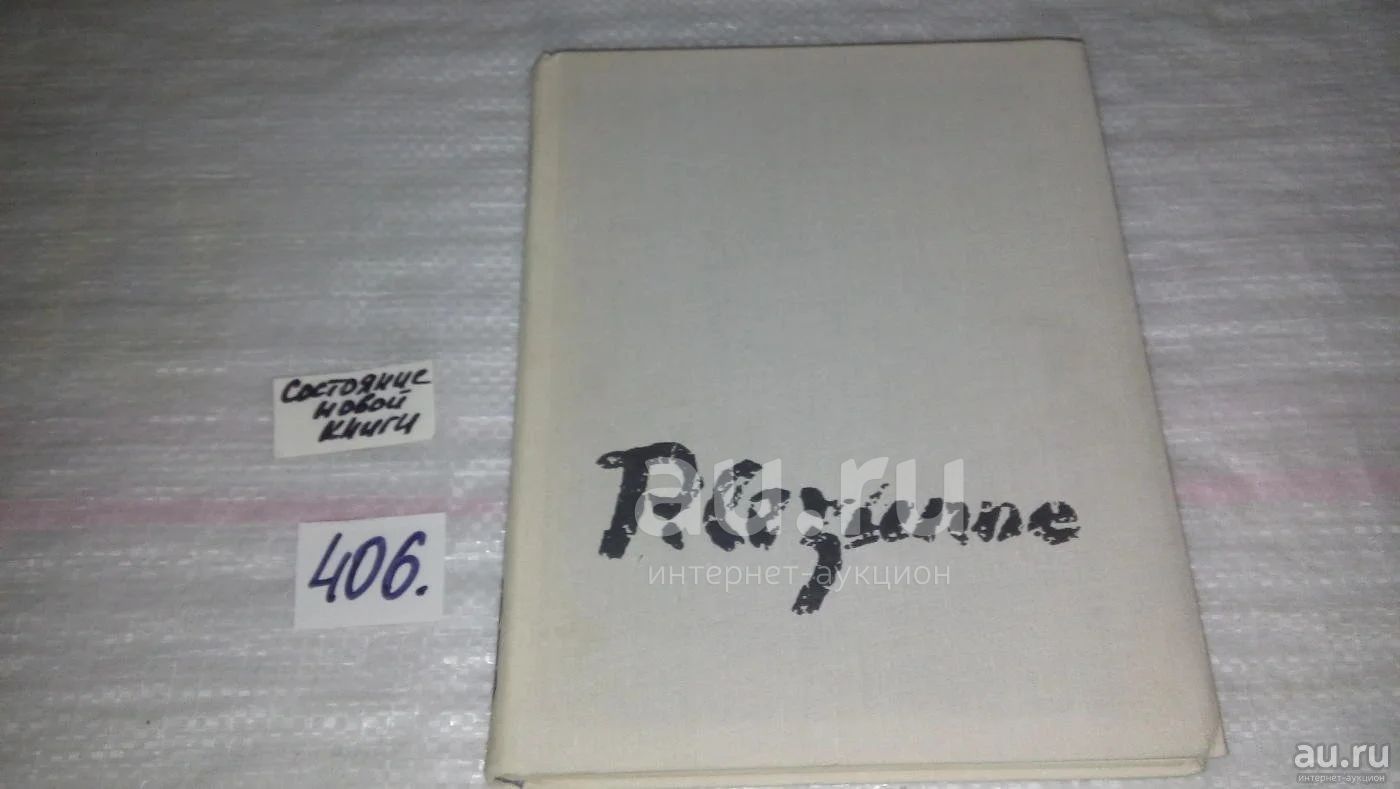 Состояние
новой
книги
406.
au.ru
интернет-аукцион
au.ru
интернет-аукцион